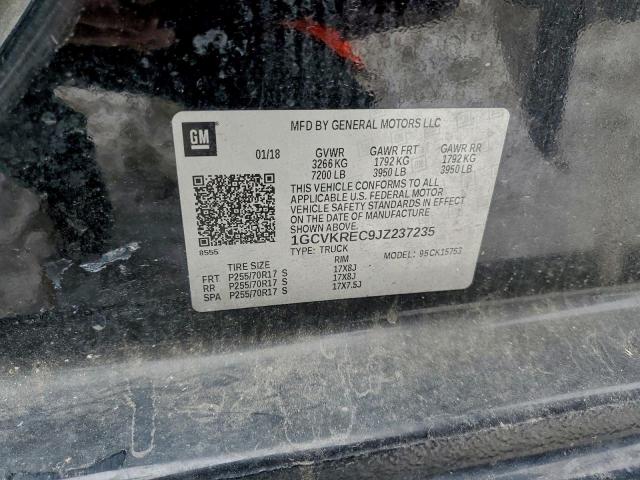 GM
MFD BY GENERAL MOTORS LLC
01/18 GVWR GAWR FRT GAWR RR
3266 KG 1792 KG 1792 KG
7200 LB 3950 LB 3950 LB
THIS VEHICLE CONFORMS TO ALL
APPLICABLE U.S. FEDERAL MOTOR
VEHICLE SAFETY STANDARDS IN EFFECT
ON THE DATE OF MANUFACTURE SHOWN ABOVE
1GCVKREC9JZ237235
8555 TYPE: TRUCK MODEL: 95CK15753
TIRE SIZE RIM
FRT P255/70R17 S 17X8J
RR P255/70R17 S 17X8J
SPA P255/70R17 S 17X7.5J